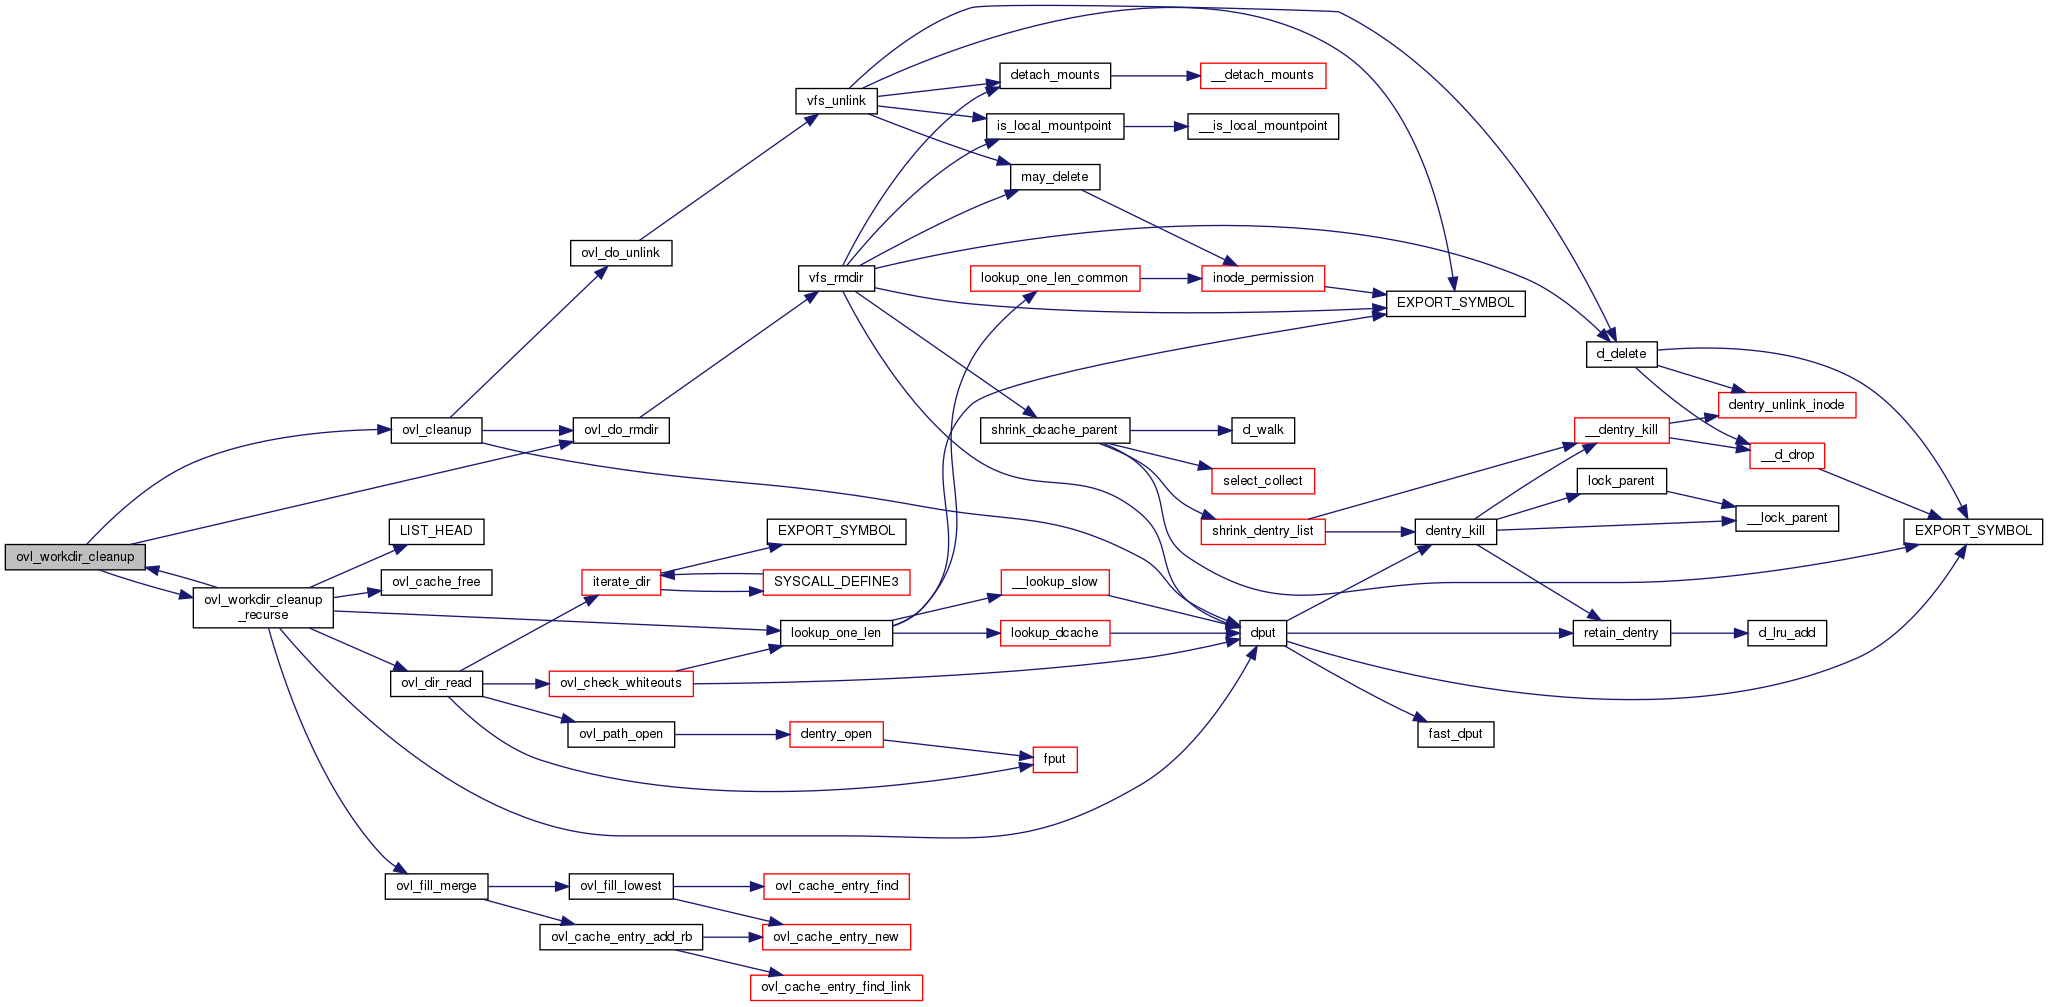 vfs_unlink
detach_mounts
__detach_mounts
is_local_mountpoint
__is_local_mountpoint
may_delete
ovl_do_unlink
vfs_rmdir
lookup_one_len_common
inode_permission
EXPORT_SYMBOL
d_delete
dentry_unlink_inode
ovl_cleanup
ovl_do_rmdir
shrink_dcache_parent
d_walk
__dentry_kill
__d_drop
select_collect
lock_parent
__lock_parent
LIST_HEAD
EXPORT_SYMBOL
shrink_dentry_list
dentry_kill
EXPORT_SYMBOL
ovl_workdir_cleanup
ovl_cache_free
iterate_dir
SYSCALL_DEFINE3
__lookup_slow
ovl_workdir_cleanup
_recurse
lookup_one_len
lookup_dcache
dput
retain_dentry
d_lru_add
ovl_dir_read
ovl_check_whiteouts
ovl_path_open
dentry_open
fast_dput
fput
ovl_fill_merge
ovl_fill_lowest
ovl_cache_entry_find
ovl_cache_entry_add_rb
ovl_cache_entry_new
ovl_cache_entry_find_link